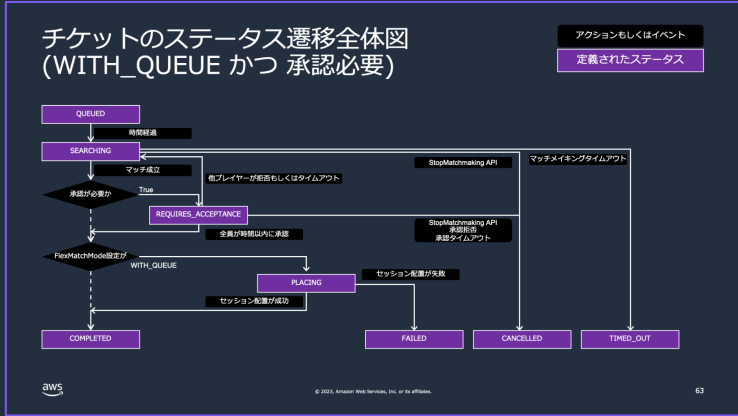 チケットのステータス遷移全体図
(WITH_QUEUE かつ 承認必要)
アクションもしくはイベント
定義されたステータス
QUEUED
時間経過
SEARCHING
マッチ成立
StopMatchmaking API
マッチメイキングタイムアウト
他プレイヤーが拒否もしくはタイムアウト
承認が必要か
True
REQUIRES_ACCEPTANCE
StopMatchmaking API
承認拒否
承認タイムアウト
全員が時間以内に承認
FlexMatchMode設定が
WITH_QUEUE
セッション配置が失敗
PLACING
セッション配置が成功
COMPLETED
FAILED
CANCELLED
TIMED_OUT
aws
© 2023, Amazon Web Services, Inc. or its affiliates.
63